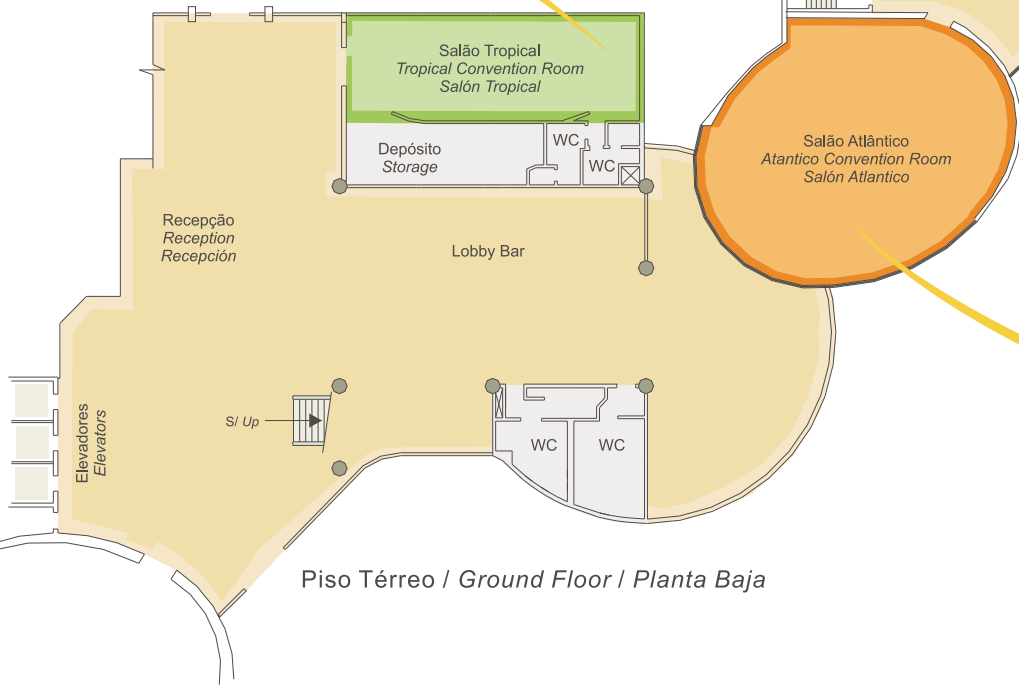 Salão Tropical
Tropical Convention Room
Salón Tropical
Depósito
Storage
WC
WC
Salão Atlântico
Atantico Convention Room
Salón Atlantico
Recepção
Reception
Recepción
Lobby Bar
Elevadores
Elevators
S/ Up
WC
WC
Piso Térreo / Ground Floor / Planta Baja